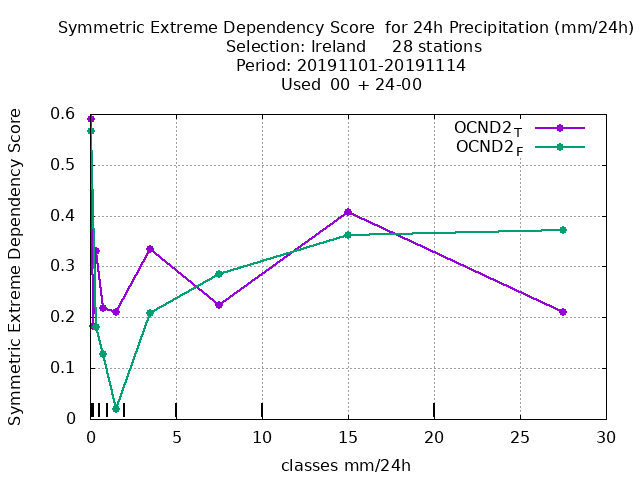 Symmetric Extreme Dependency Score  for 24h Precipitation (mm/24h)
Selection: Ireland     28 stations
Period: 20191101-20191114
Used  00 + 24-00
OCND2T
OCND2F
Symmetric Extreme Dependency Score
0.6
0.5
0.4
0.3
0.2
0.1
0
0 5 10 15 20 25 30
classes mm/24h